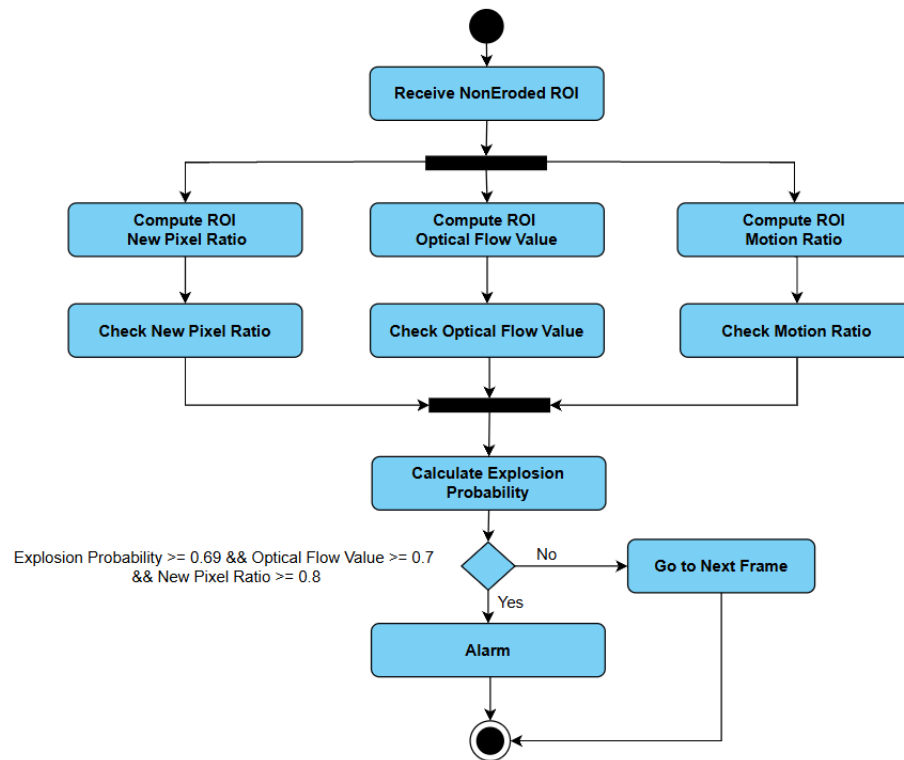 Receive NonEroded ROI
Compute ROI
New Pixel Ratio
Compute ROI
Optical Flow Value
Compute ROI
Motion Ratio
Check New Pixel Ratio
Check Optical Flow Value
Check Motion Ratio
Calculate Explosion
Probability
Explosion Probability >= 0.69 && Optical Flow Value >= 0.7
&& New Pixel Ratio >= 0.8
No
Go to Next Frame
Yes
Alarm